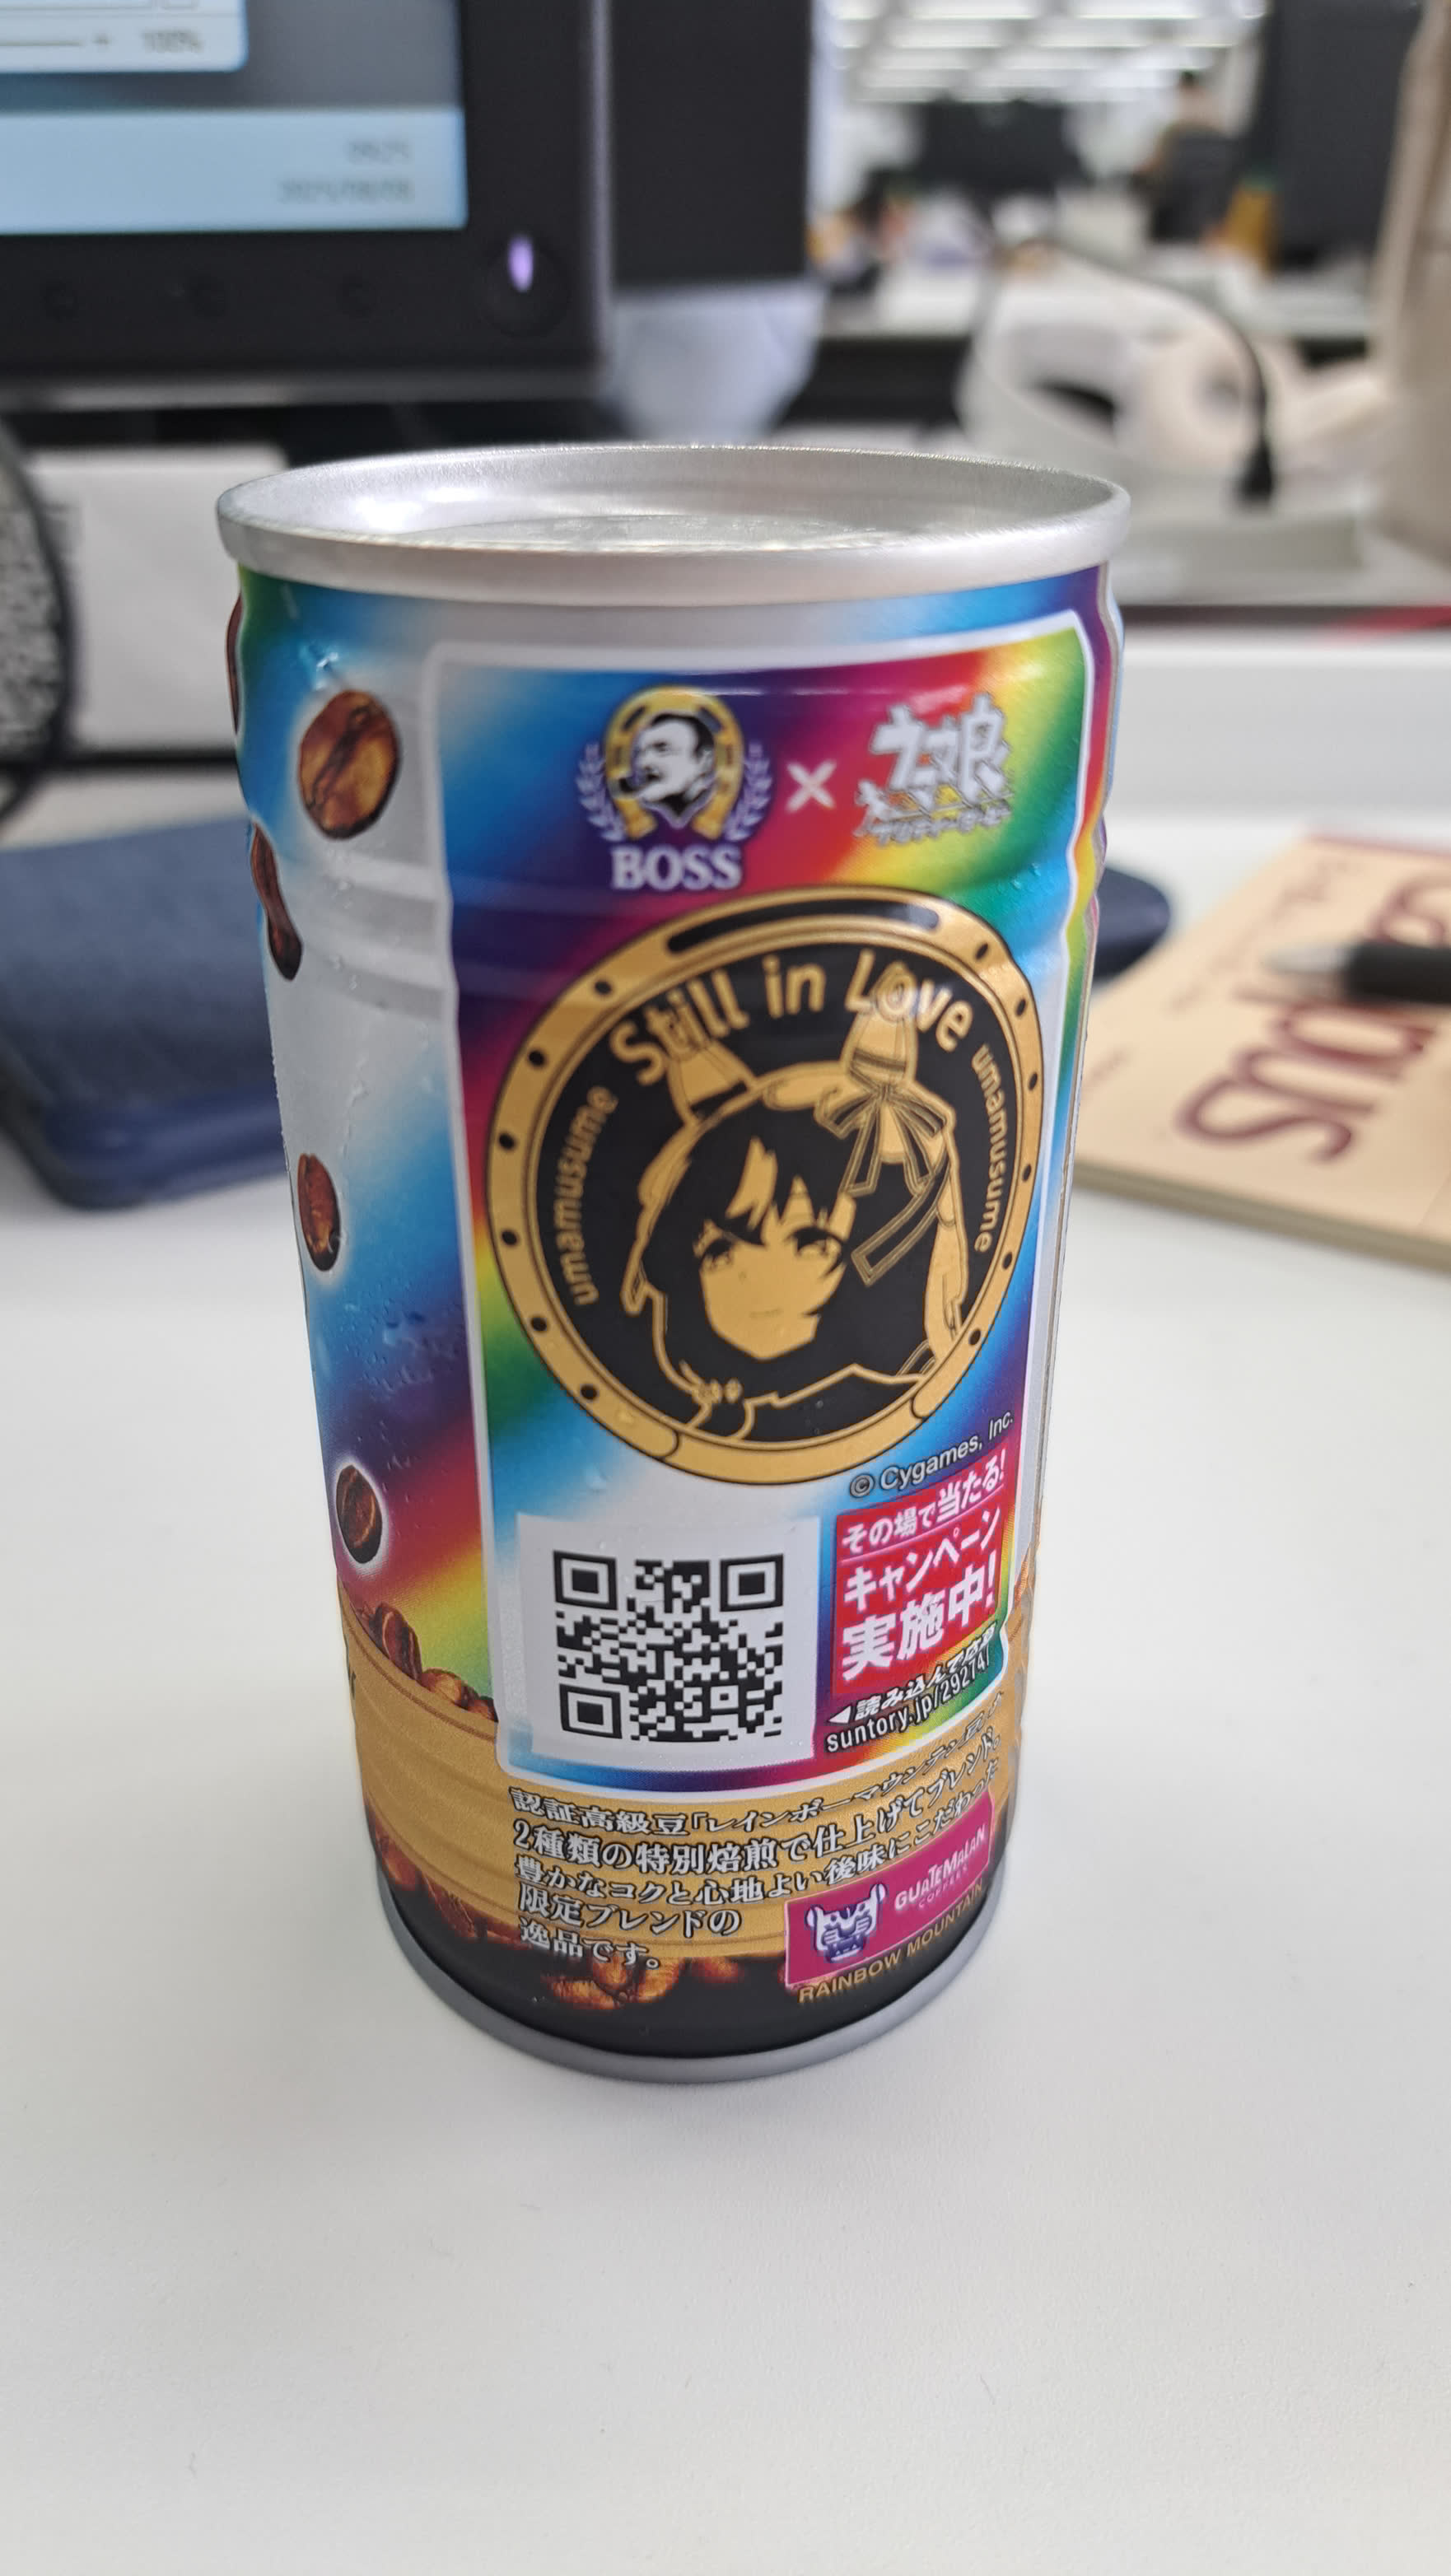 100%
BOSS
×
ウマ娘
Still in Love
umamusume
umamusume
© Cygames, Inc.
その場で当たる!
キャンペーン
実施中!
◀読み込んで応募
suntory.jp/29274/
認証高級豆「レインボーマウンテン豆」を
2種類の特別焙煎で仕上げてブレンド。
豊かなコクと心地よい後味にこだわった
限定ブレンドの
逸品です。
GUATEMALAN
COFFEES
RAINBOW MOUNTAIN